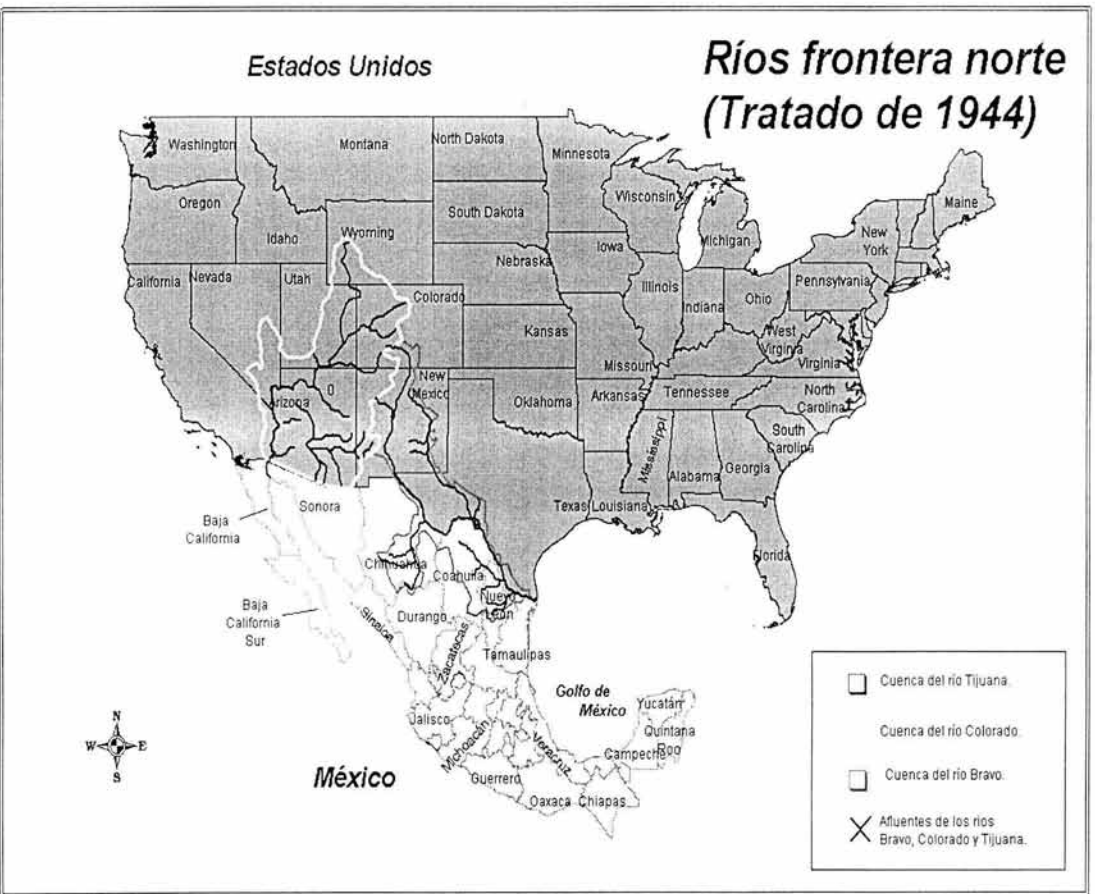 Estados Unidos
Ríos frontera norte
(Tratado de 1944)
Washington
Montana
North Dakota
Minnesota
Maine
Oregon
Idaho
Wyorning
South Dakota
Wisconsin
Michigan
New
York
California
Nevada
Utah
Colorado
Nebraska
Iowa
Illinois
Indiana
Ohio
Pennsylvania
Kansas
Missouri
West
Virginia
Virginia
Arizona
0
New
Mexico
Oklahoma
Arkansas
Tennessee
North
Carolina
South
Carolina
Mississippi
Alabama
Georgia
Texas
Louisiana
Florida
Sonora
Baja
California
Chihuahua
Coahuila
Nuevo
León
Baja
California
Sur
Sinaloa
Durango
Zacatecas
Tamaulipas
Golfo de
México
Yucatán
Quintana
Roo
Campeche
Jalisco
Michoacán
Veracruz
Guerrero
Oaxaca
Chiapas
México
N
W
E
S
Cuenca del río Tijuana.
Cuenca del río Colorado.
Cuenca del río Bravo.
Afluentes de los ríos
Bravo, Colorado y Tijuana.